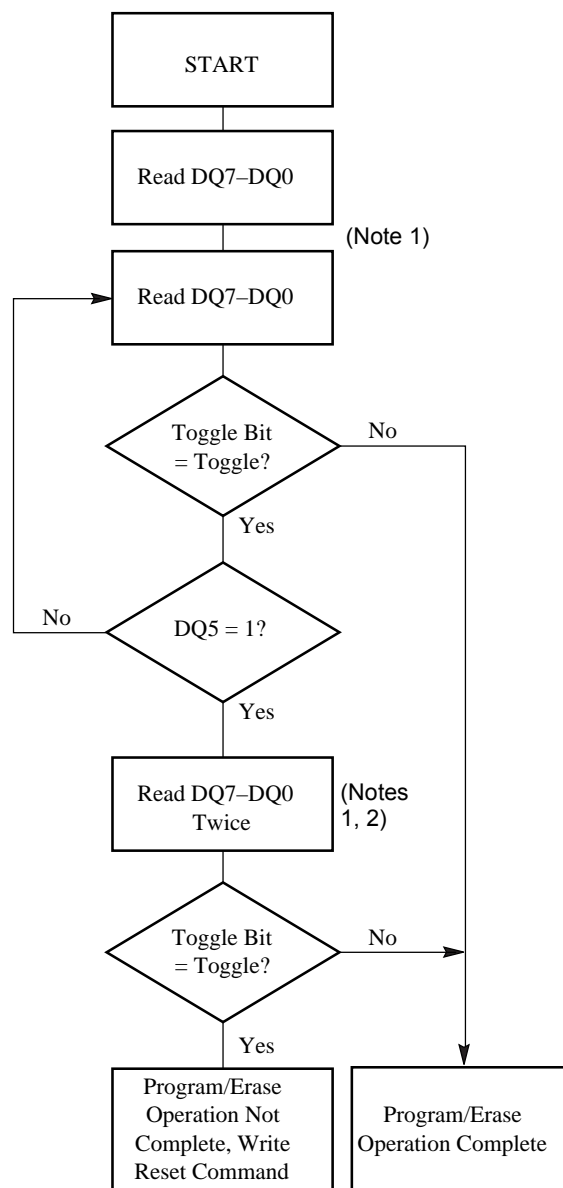 START
Read DQ7–DQ0
(Note 1)
Read DQ7–DQ0
Toggle Bit
= Toggle?
No
Yes
No
DQ5 = 1?
Yes
Read DQ7–DQ0
Twice
(Notes
1, 2)
Toggle Bit
= Toggle?
No
Yes
Program/Erase
Operation Not
Complete, Write
Reset Command
Program/Erase
Operation Complete